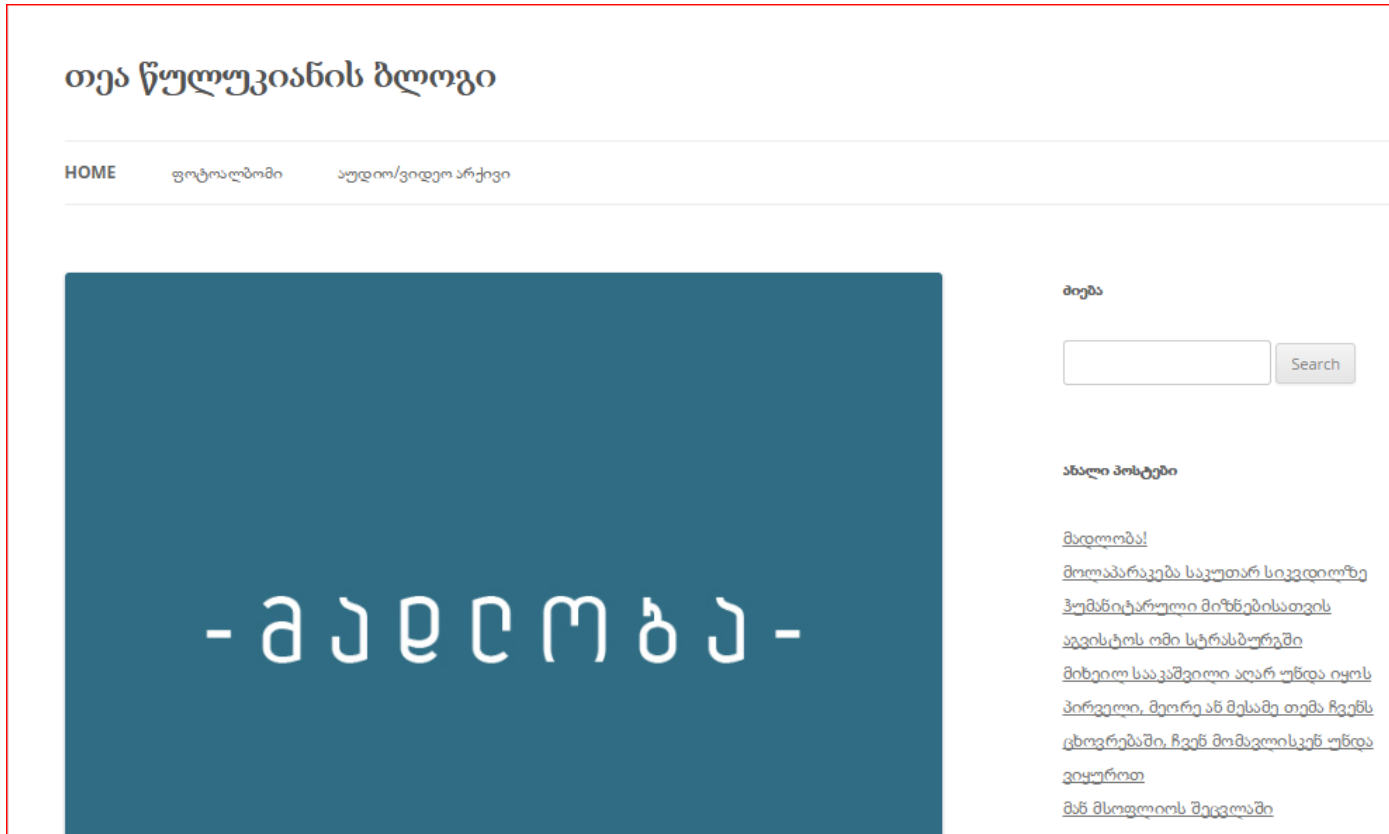 თეა წულუკიანის ბლოგი
HOME ფოტოალბომი აუდიო/ვიდეო არქივი
- მადლობა -
ძიება
Search
ახალი პოსტები
მადლობა!
მოლაპარაკება საკუთარ სიკვდილზე
ჰუმანიტარული მიზნებისათვის
აგვისტოს ომი სტრასბურგში
მიხეილ სააკაშვილი აღარ უნდა იყოს
პირველი, მეორე ან მესამე თემა ჩვენს
ცხოვრებაში, ჩვენ მომავლისკენ უნდა
ვიყუროთ
მან მსოფლიოს შეცვლაში